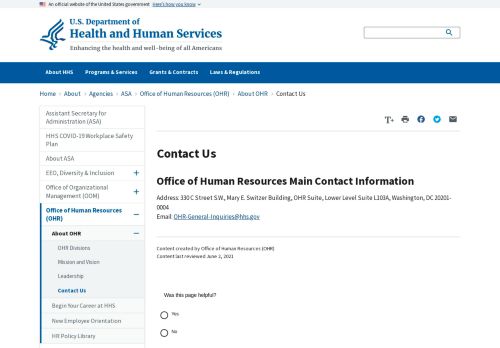 An official website of the United States government Here's how you know
U.S. Department of
Health and Human Services
Enhancing the health and well-being of all Americans
About HHS Programs & Services Grants & Contracts Laws & Regulations
Home > About > Agencies > ASA > Office of Human Resources (OHR) > About OHR > Contact Us
Assistant Secretary for
Administration (ASA)
HHS COVID-19 Workplace Safety
Plan
About ASA
EEO, Diversity & Inclusion
Office of Organizational
Management (OOM)
Office of Human Resources
(OHR)
About OHR
OHR Divisions
Mission and Vision
Leadership
Contact Us
Begin Your Career at HHS
New Employee Orientation
HR Policy Library
T+
Contact Us
Office of Human Resources Main Contact Information
Address: 330 C Street S.W., Mary E. Switzer Building, OHR Suite, Lower Level Suite L103A, Washington, DC 20201-
0004
Email: OHR-General-Inquiries@hhs.gov
Content created by Office of Human Resources (OHR)
Content last reviewed June 2, 2021
Was this page helpful?
Yes
No